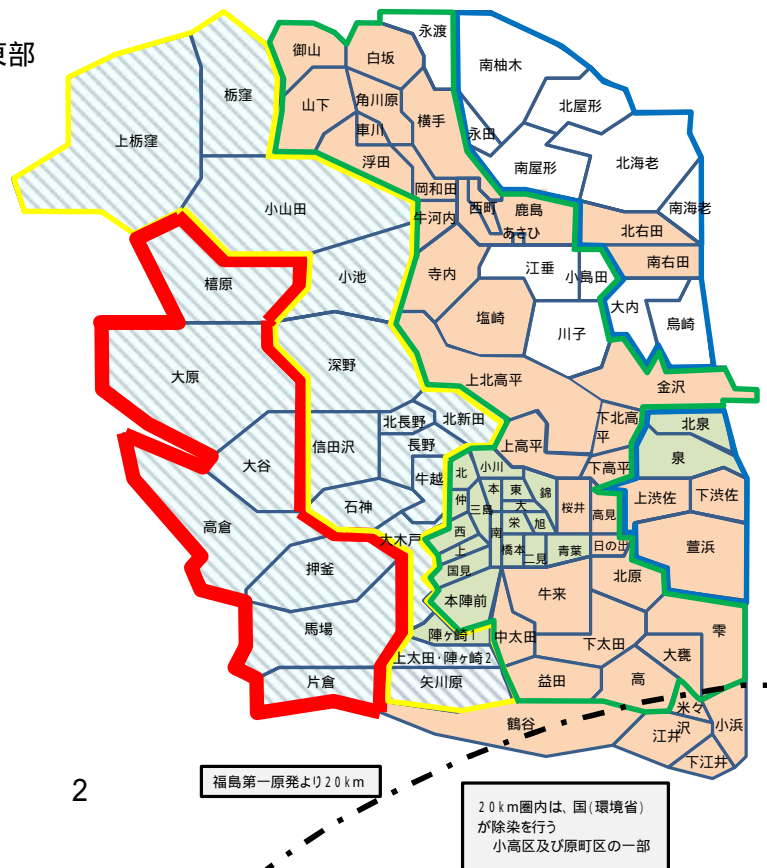 東部
永渡
御山
白坂
南柚木
栃窪
山下
角川原
北屋形
車川
横手
永田
上栃窪
浮田
南屋形
北海老
岡和田
小山田
西町
鹿島
南海老
牛河内
あさひ
北右田
小池
寺内
江垂
小島田
南右田
橲原
塩崎
大内
烏崎
川子
深野
大原
上北高平
金沢
北長野
北新田
下北高平
北泉
信田沢
長野
上高平
泉
大谷
牛越
北
小川
下高平
石神
仲
三島
本
東
錦
桜井
上渋佐
下渋佐
高倉
大
高見
大木戸
西
南
栄
旭
日の出
萱浜
上
橋本
二見
青葉
押釜
国見
北原
本陣前
牛来
馬場
陣ヶ崎1
中太田
下太田
雫
上太田・陣ヶ崎2
大甕
片倉
矢川原
益田
高
米々沢
鶴谷
江井
小浜
下江井
2
福島第一原発より20km
20km圏内は、国(環境省)
が除染を行う
小高区及び原町区の一部